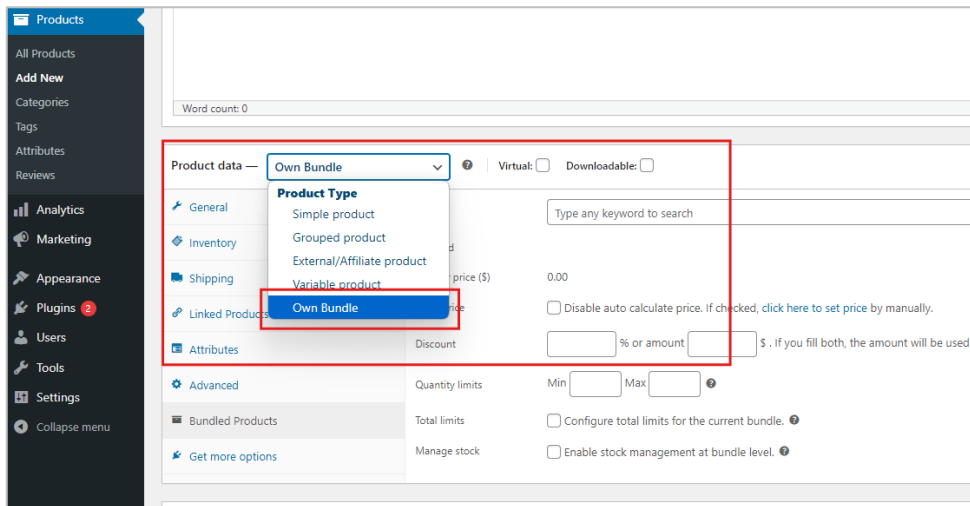 Products
All Products
Add New
Categories
Tags
Attributes
Reviews
Analytics
Marketing
Appearance
Plugins 2
Users
Tools
Settings
Collapse menu
Word count: 0
Product data — Own Bundle Virtual: Downloadable:
Product Type
Simple product
Grouped product
External/Affiliate product
Variable product
Own Bundle
General
Inventory
Shipping
Linked Products
Attributes
Advanced
Bundled Products
Get more options
Type any keyword to search
price ($) 0.00
Disable auto calculate price. If checked, click here to set price by manually.
Discount % or amount $ . If you fill both, the amount will be used
Quantity limits Min Max
Total limits Configure total limits for the current bundle.
Manage stock Enable stock management at bundle level.